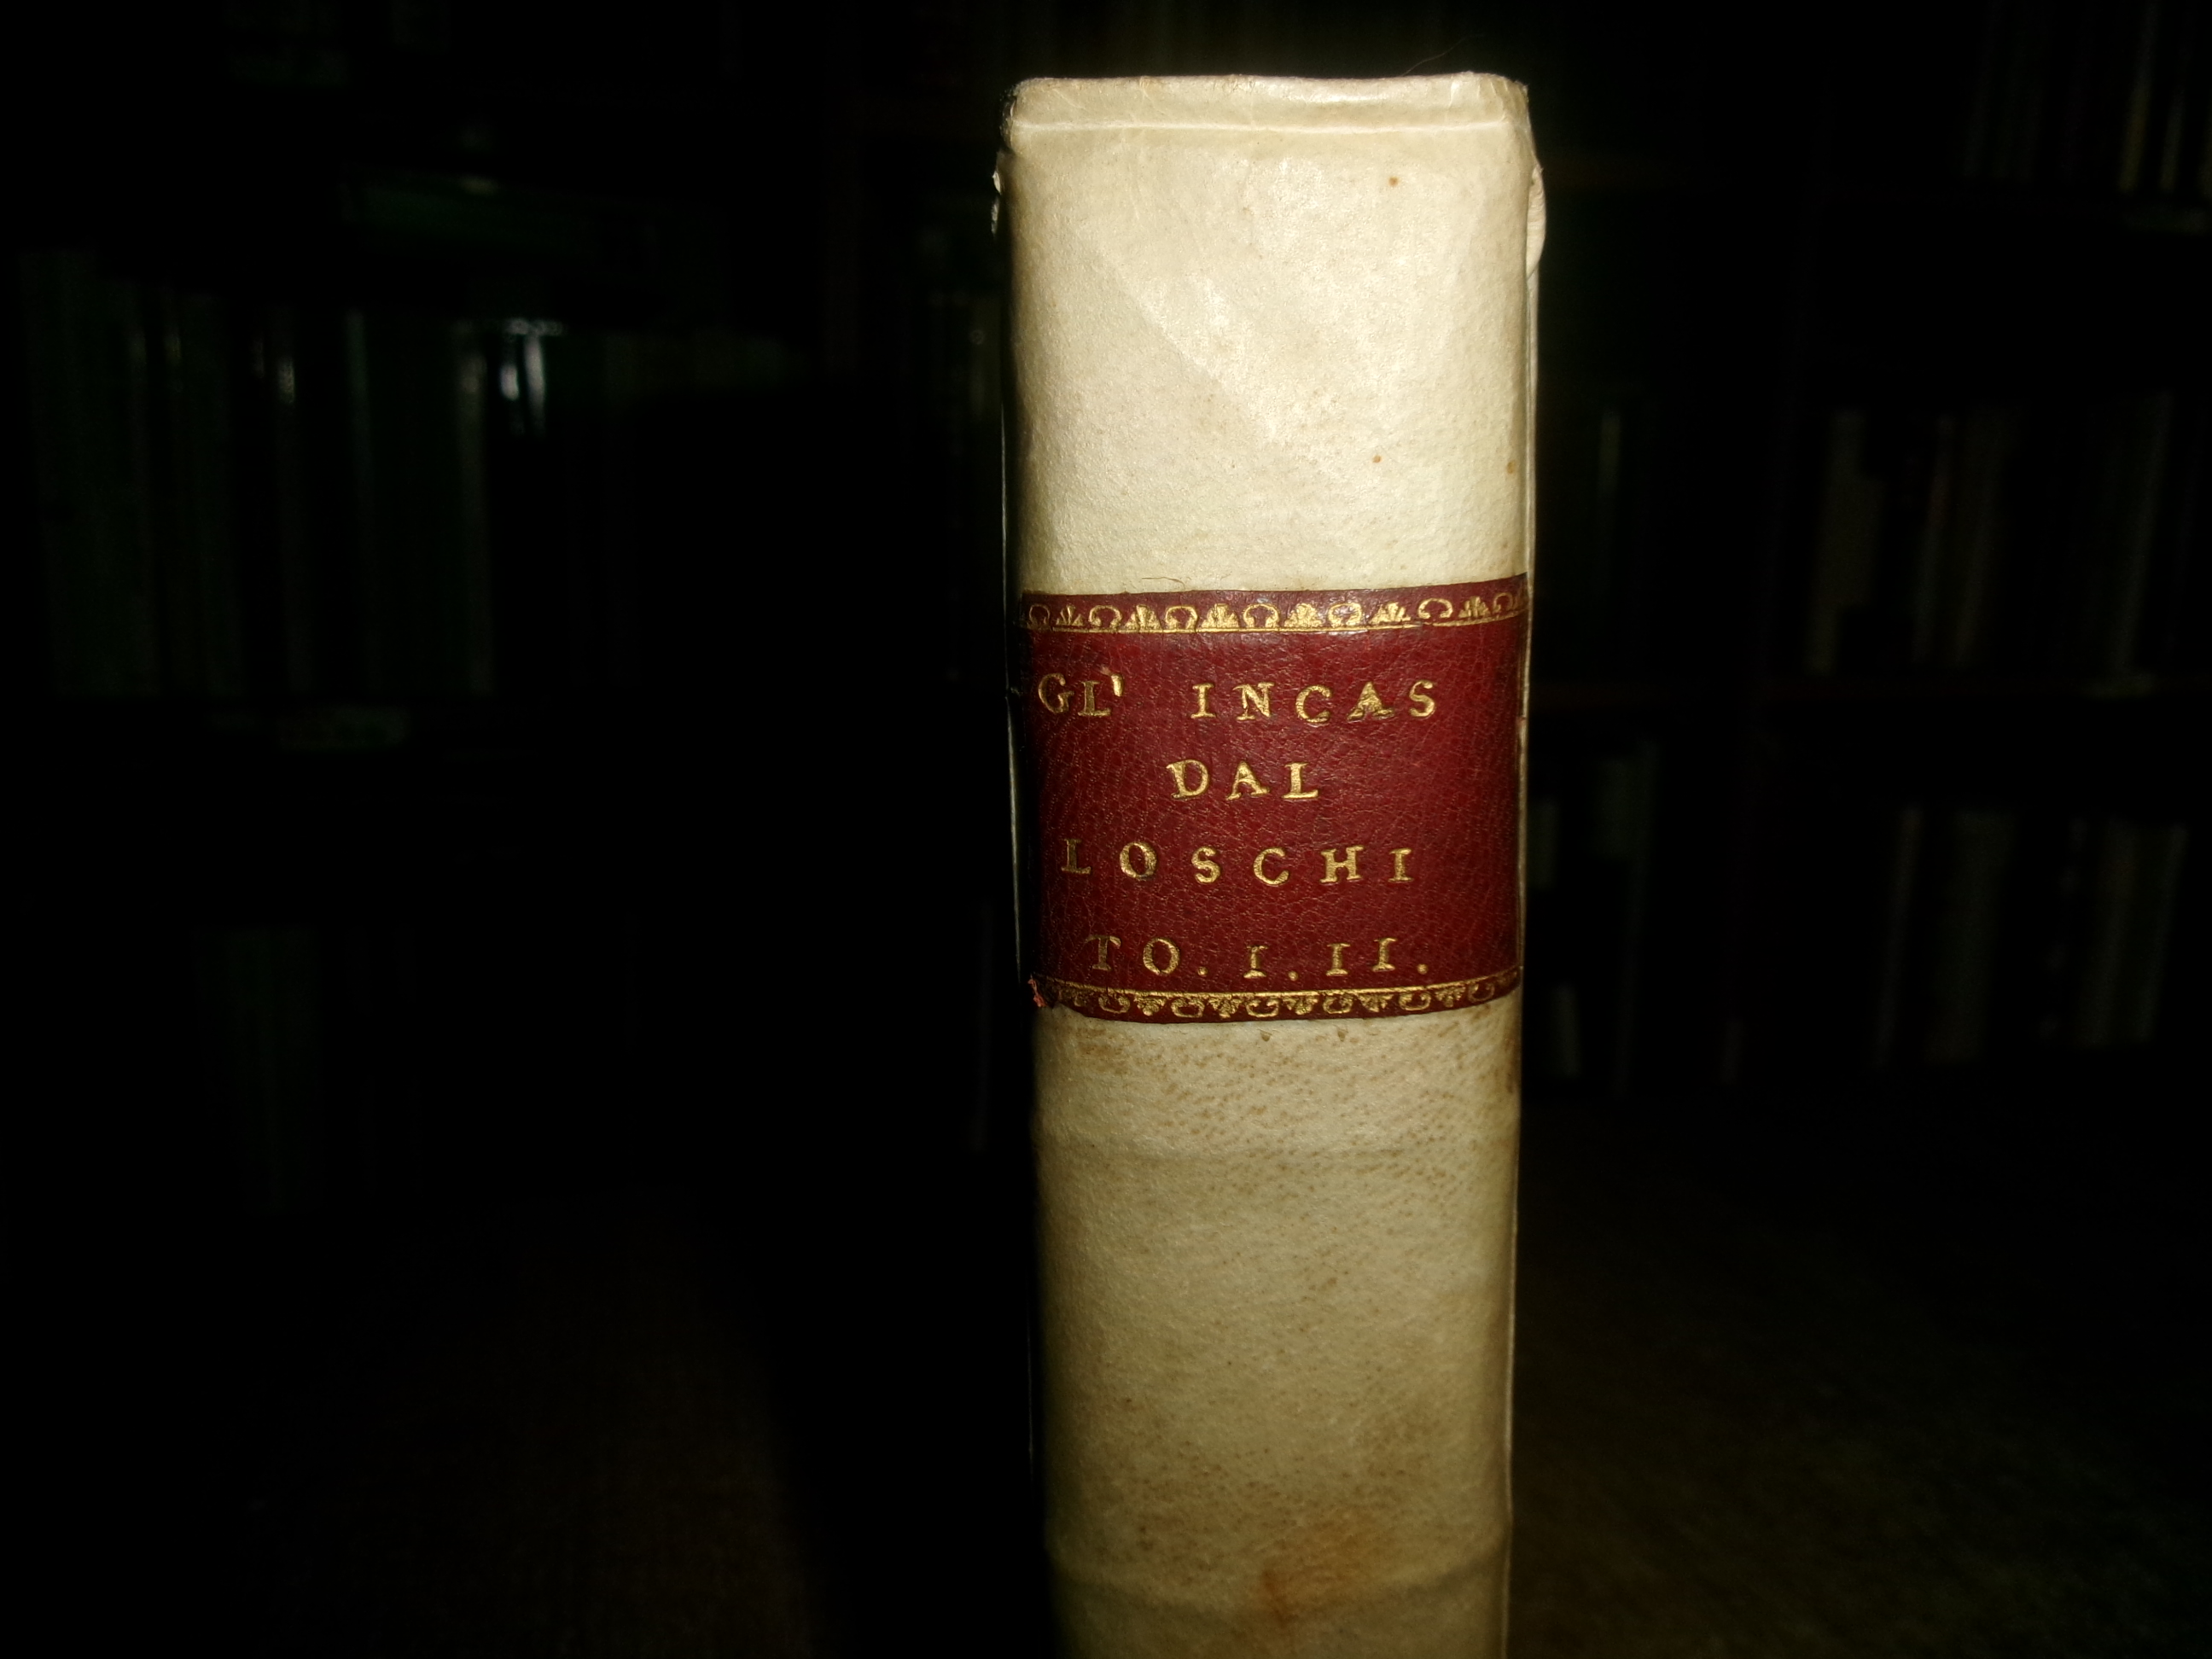 GL' INCAS
DAL
LOSCHI
TO. I. II.